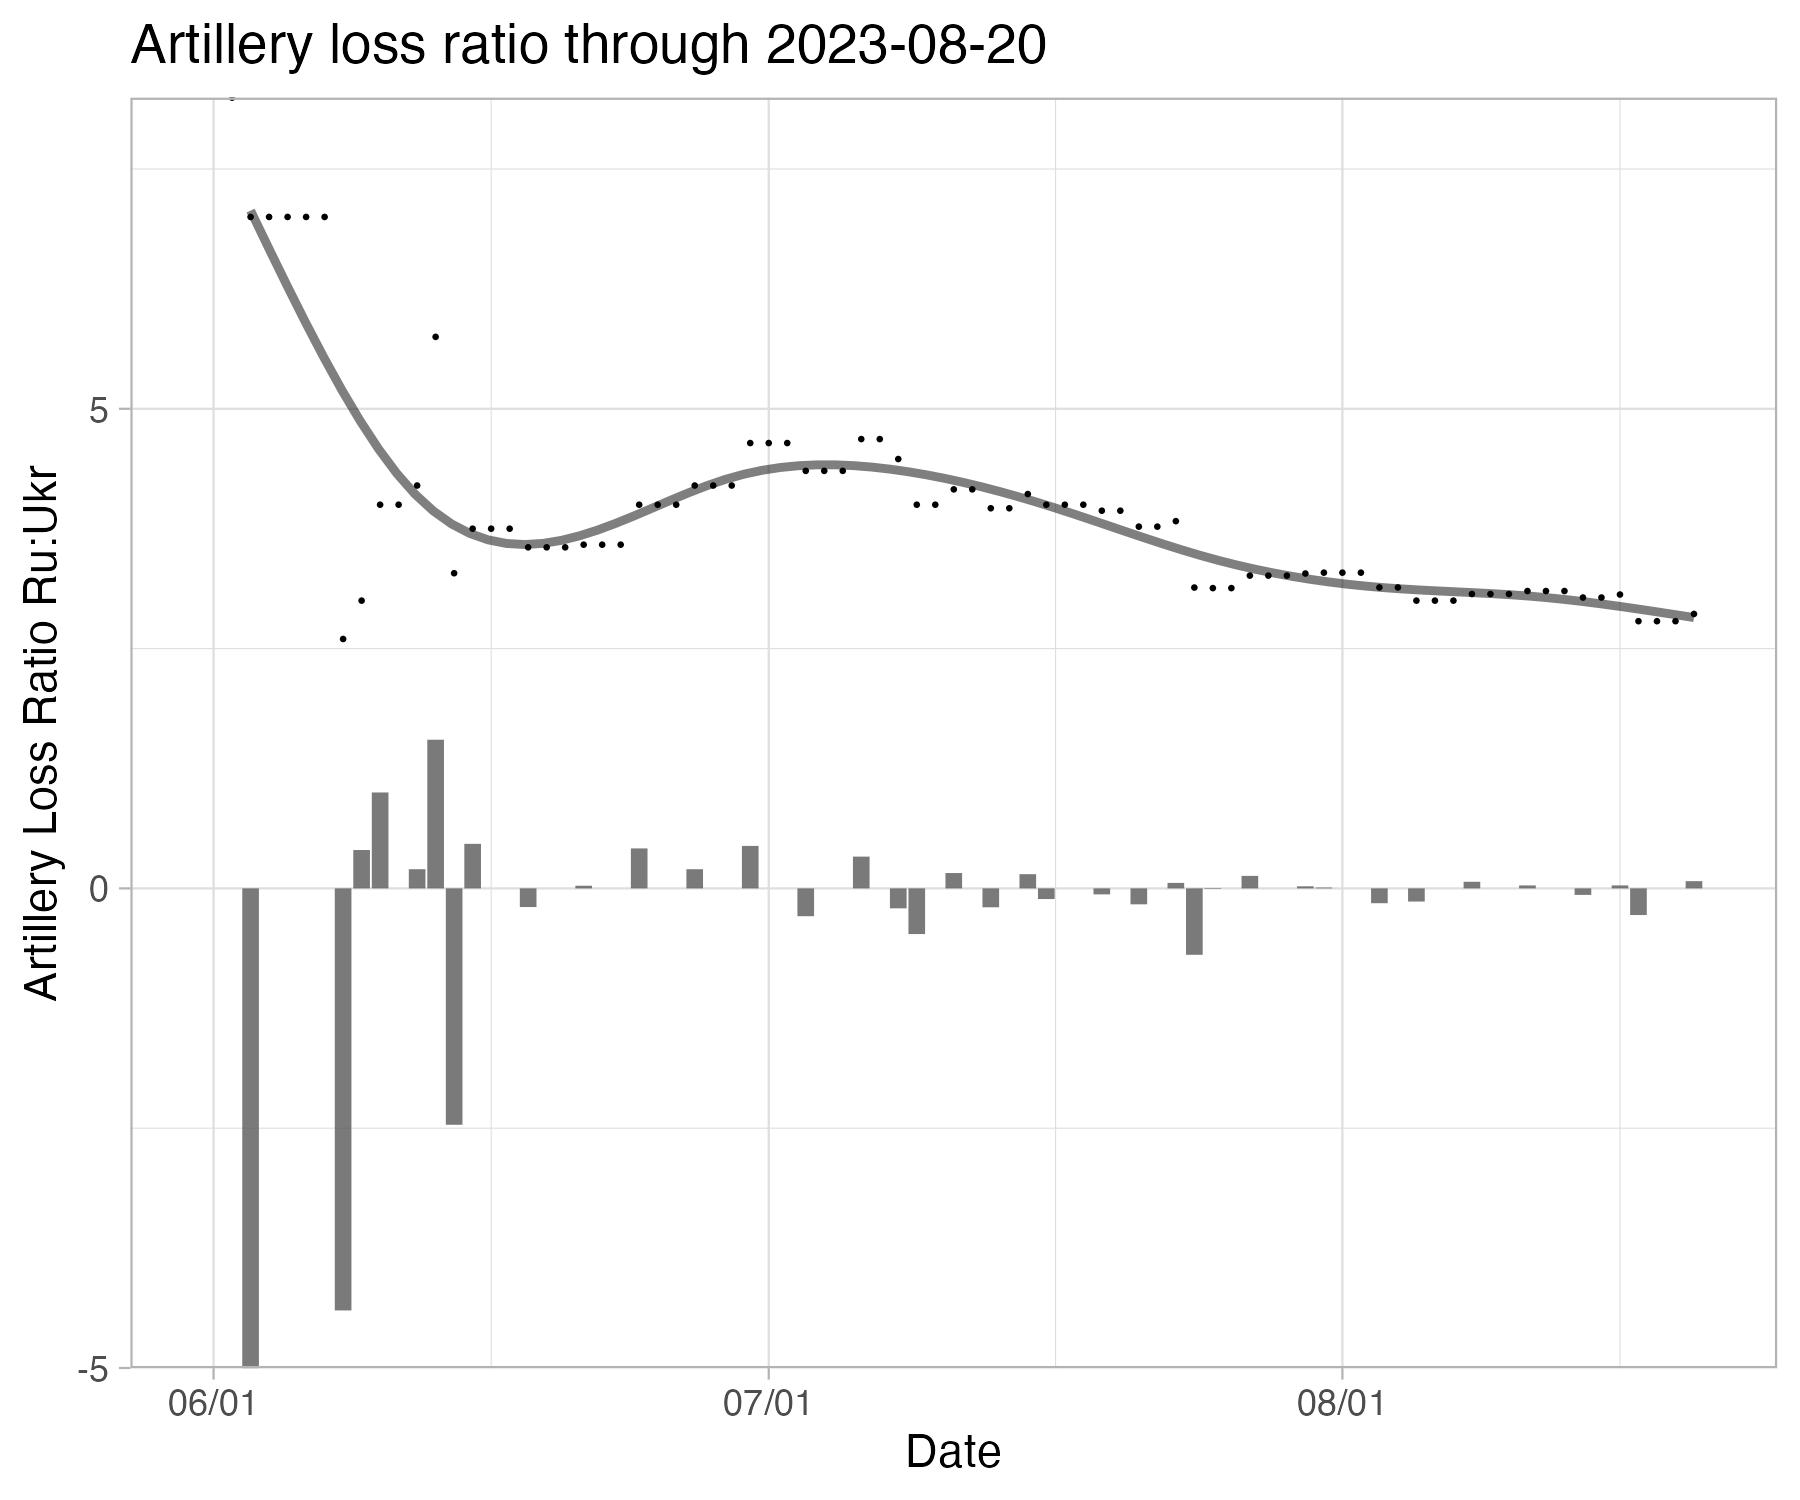 Artillery loss ratio through 2023-08-20
Artillery Loss Ratio Ru:Ukr
5
0
-5
06/01
07/01
08/01
Date